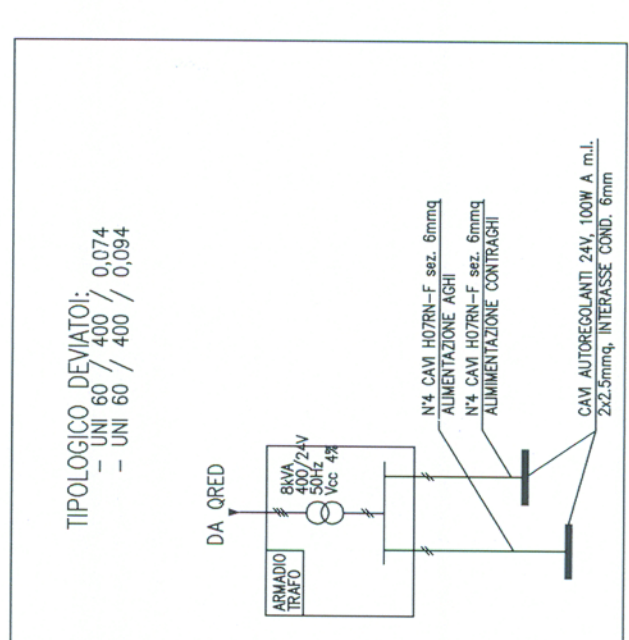 TIPOLOGICO DEVIATOI:
– UNI 60 / 400 / 0,074
– UNI 60 / 400 / 0,094
DA QRED
ARMADIO
TRAFO
8kVA
400/24V
50Hz
Vcc 4%
N°4 CAVI H07RN-F sez. 6mmq
ALIMENTAZIONE AGHI
N°4 CAVI H07RN-F sez. 6mmq
ALIMIMENTAZIONE CONTRAGHI
CAVI AUTOREGOLANTI 24V, 100W A m.l.
2x2.5mmq, INTERASSE COND. 6mm